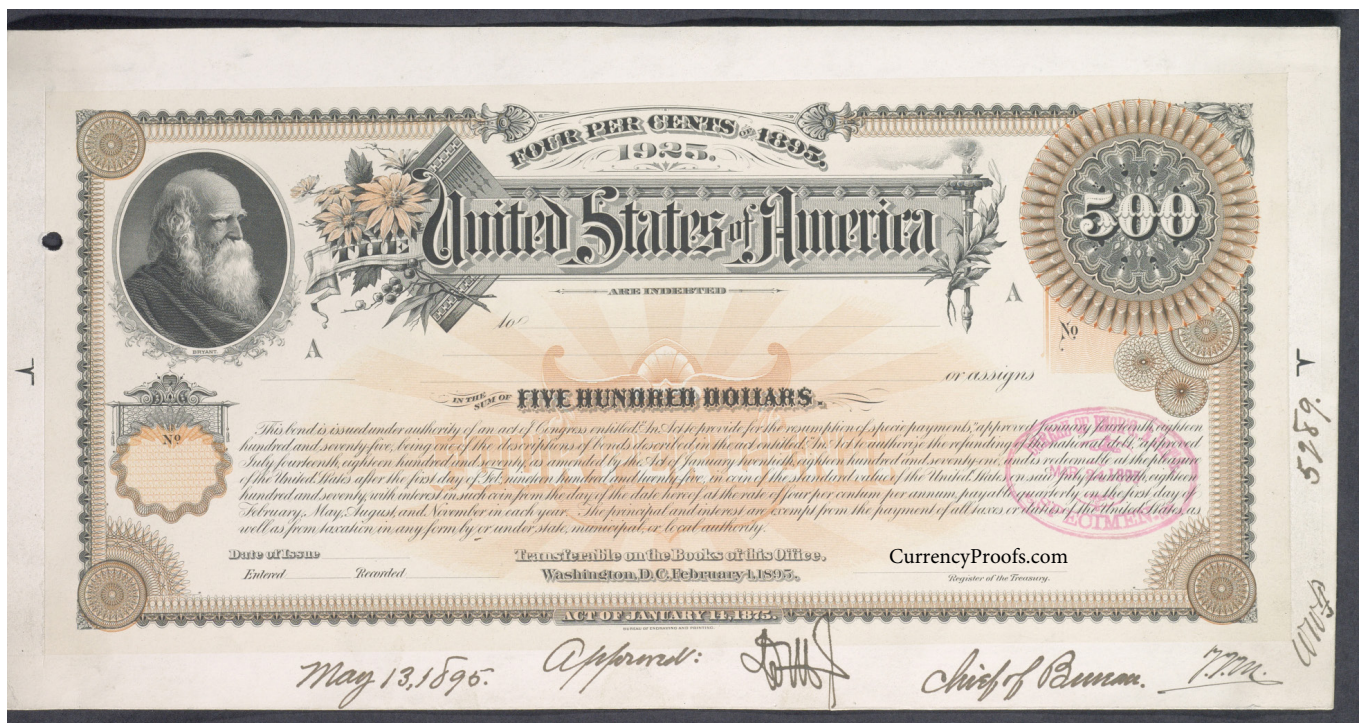 FOUR PER CENTS OF 1895.
1925.
THE United States of America
500
ARE INDEBTED
to
A
A
No
BRYANT.
or assigns
IN THE SUM OF FIVE HUNDRED DOLLARS.
No
This bond is issued under authority of an act of Congress entitled "An Act to provide for the resumption of specie payments," approved January fourteenth, eighteen
hundred and seventy-five, being one of the descriptions of bonds described in the act entitled "An Act to authorize the refunding of the national debt," approved
July fourteenth, eighteen hundred and seventy, as amended by the Act of January twentieth, eighteen hundred and seventy one, and is redeemable at the pleasure
of the United States after the first day of Feb. nineteen hundred and twenty five, in coin of the standard value of the United States on said July fourteenth, eighteen
hundred and seventy, with interest in such coin from the day of the date hereof, at the rate of four per centum per annum, payable quarterly on the first day of
February, May, August, and November in each year. The principal and interest are exempt from the payment of all taxes or duties of the United States, as
well as from taxation in any form by or under state, municipal, or local authority.
SPECIMEN
Date of Issue
Entered Recorded
Transferable on the Books of this Office.
Washington, D.C. February 1, 1895.
CurrencyProofs.com
Register of the Treasury.
ACT OF JANUARY 14, 1875.
BUREAU OF ENGRAVING AND PRINTING.
May 13, 1895. Approved: Chief of Bureau.
5289.